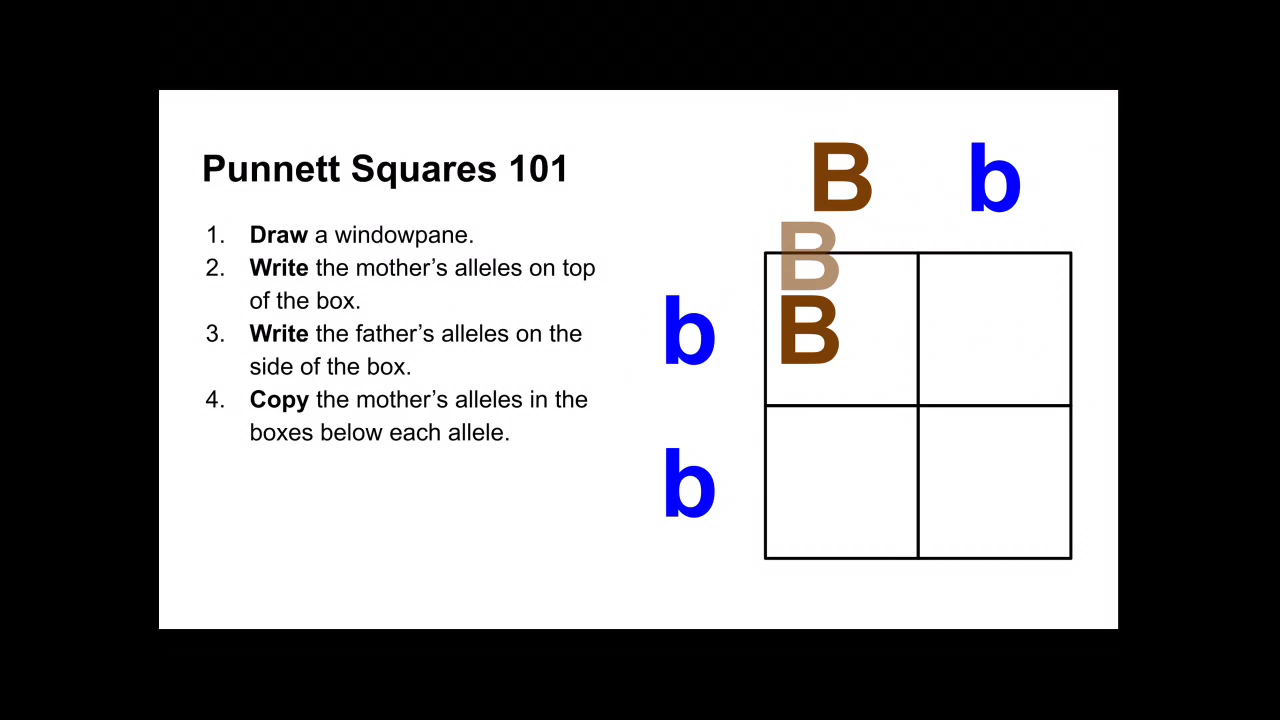 Punnett Squares 101
1. Draw a windowpane.
2. Write the mother's alleles on top
of the box.
3. Write the father's alleles on the
side of the box.
4. Copy the mother's alleles in the
boxes below each allele.
B b
B
b B
b